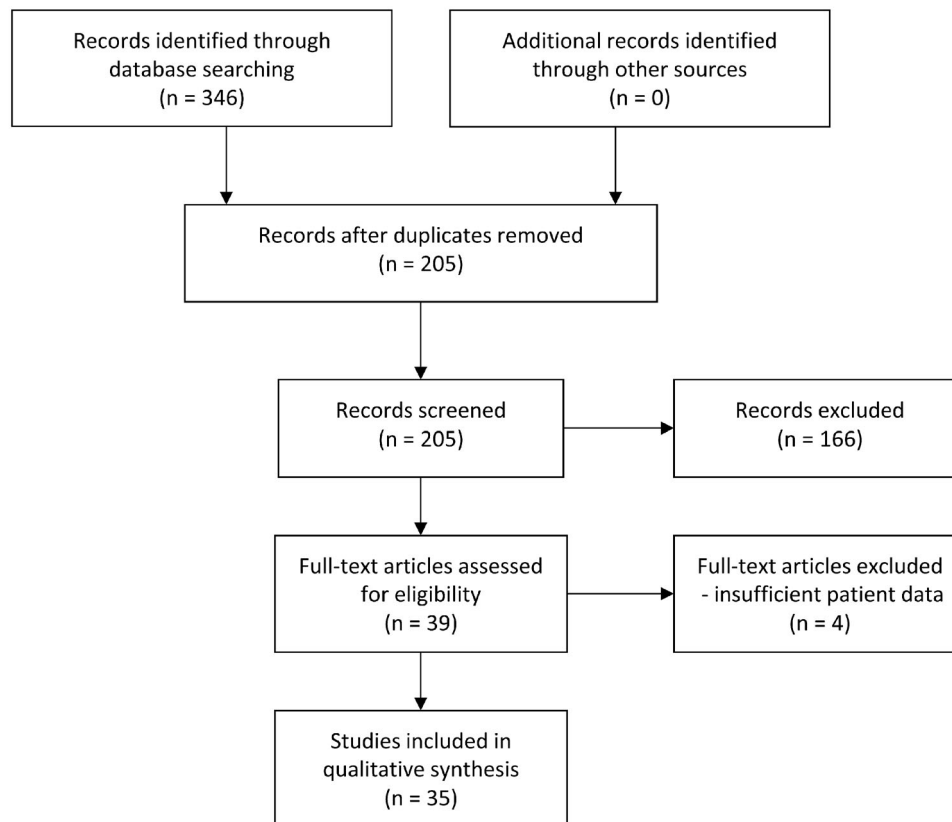 Records identified through
database searching
(n = 346)
Additional records identified
through other sources
(n = 0)
Records after duplicates removed
(n = 205)
Records screened
(n = 205)
Records excluded
(n = 166)
Full-text articles assessed
for eligibility
(n = 39)
Full-text articles excluded
- insufficient patient data
(n = 4)
Studies included in
qualitative synthesis
(n = 35)